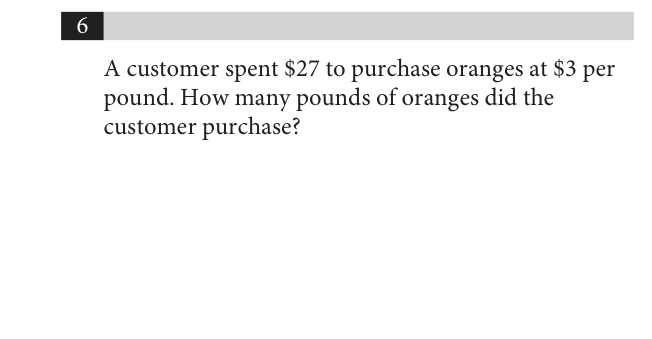 6
A customer spent $27 to purchase oranges at $3 per
pound. How many pounds of oranges did the
customer purchase?